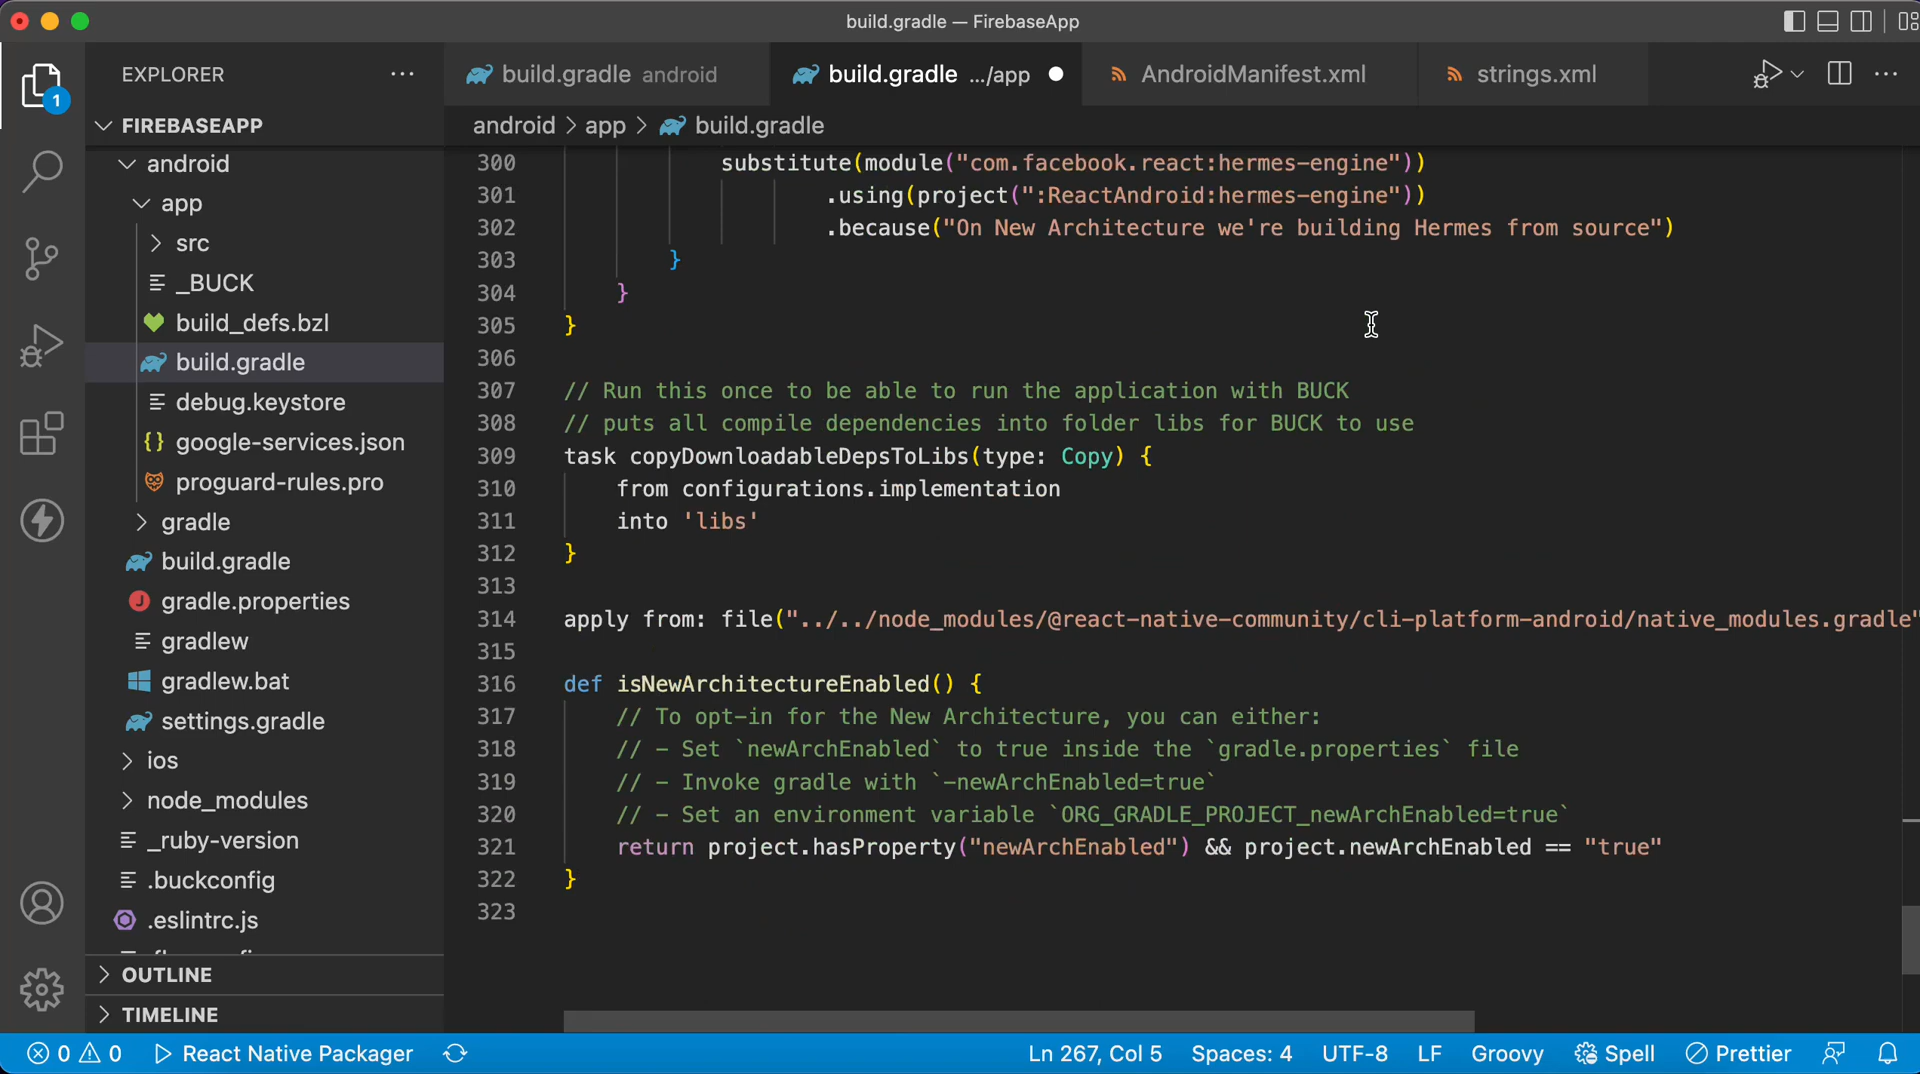 build.gradle — FirebaseApp
EXPLORER
1
FIREBASEAPP
android
app
src
_BUCK
build_defs.bzl
build.gradle
debug.keystore
google-services.json
proguard-rules.pro
gradle
build.gradle
gradle.properties
gradlew
gradlew.bat
settings.gradle
ios
node_modules
_ruby-version
.buckconfig
.eslintrc.js
OUTLINE
TIMELINE
build.gradle android
build.gradle .../app
AndroidManifest.xml
strings.xml
android > app > build.gradle
300 substitute(module("com.facebook.react:hermes-engine"))
301 .using(project(":ReactAndroid:hermes-engine"))
302 .because("On New Architecture we're building Hermes from source")
303 }
304 }
305 }
306
307 // Run this once to be able to run the application with BUCK
308 // puts all compile dependencies into folder libs for BUCK to use
309 task copyDownloadableDepsToLibs(type: Copy) {
310 from configurations.implementation
311 into 'libs'
312 }
313
314 apply from: file("../../node_modules/@react-native-community/cli-platform-android/native_modules.gradle"
315
316 def isNewArchitectureEnabled() {
317 // To opt-in for the New Architecture, you can either:
318 // - Set `newArchEnabled` to true inside the `gradle.properties` file
319 // - Invoke gradle with `-newArchEnabled=true`
320 // - Set an environment variable `ORG_GRADLE_PROJECT_newArchEnabled=true`
321 return project.hasProperty("newArchEnabled") && project.newArchEnabled == "true"
322 }
323
0 0 React Native Packager Ln 267, Col 5 Spaces: 4 UTF-8 LF Groovy Spell Prettier